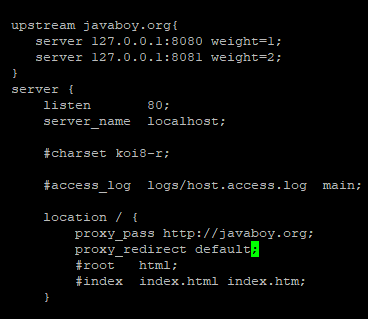 upstream javaboy.org{
   server 127.0.0.1:8080 weight=1;
   server 127.0.0.1:8081 weight=2;
}
server {
    listen       80;
    server_name  localhost;

    #charset koi8-r;

    #access_log  logs/host.access.log  main;

    location / {
        proxy_pass http://javaboy.org;
        proxy_redirect default;
        #root   html;
        #index  index.html index.htm;
    }